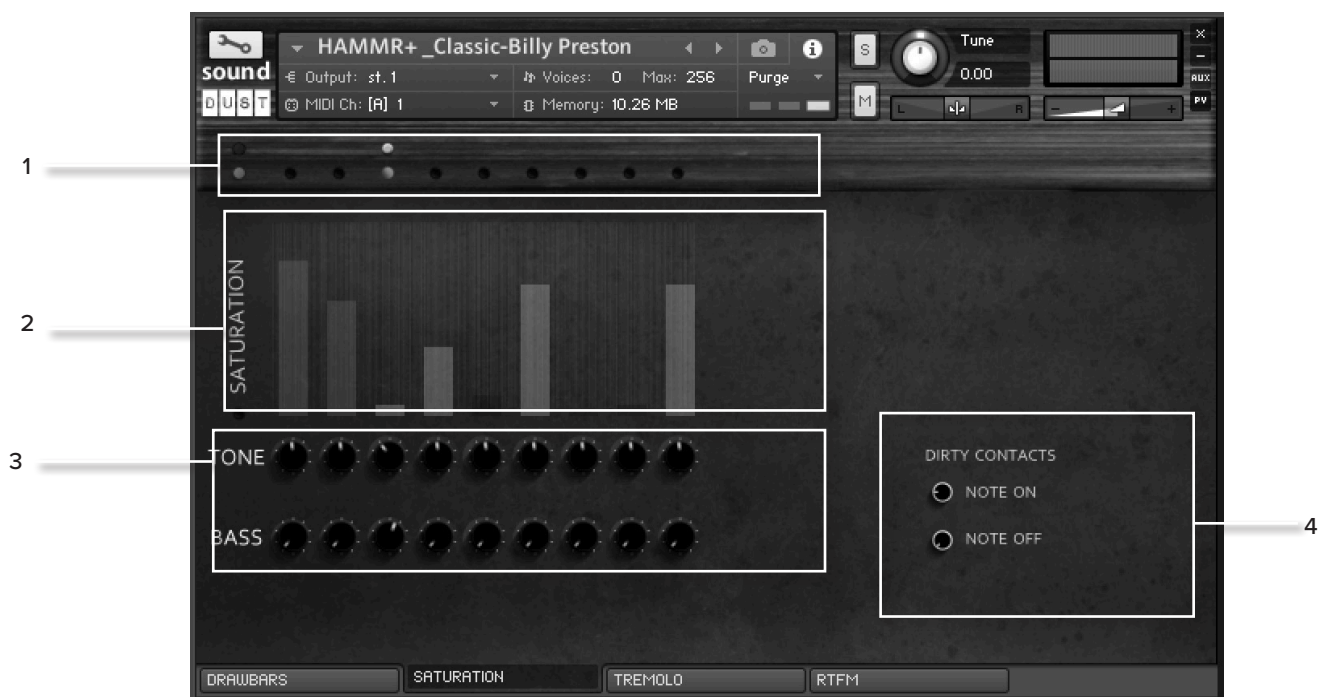 HAMMR+ _Classic-Billy Preston
i
S
Tune
×
–
sound
Output: st. 1
Voices: 0 Max: 256
Purge
0.00
AUX
DUST
MIDI Ch: [A] 1
Memory: 10.26 MB
M
L
R
–
+
PV
1
SATURATION
2
3
TONE
BASS
DIRTY CONTACTS
NOTE ON
NOTE OFF
4
DRAWBARS
SATURATION
TREMOLO
RTFM